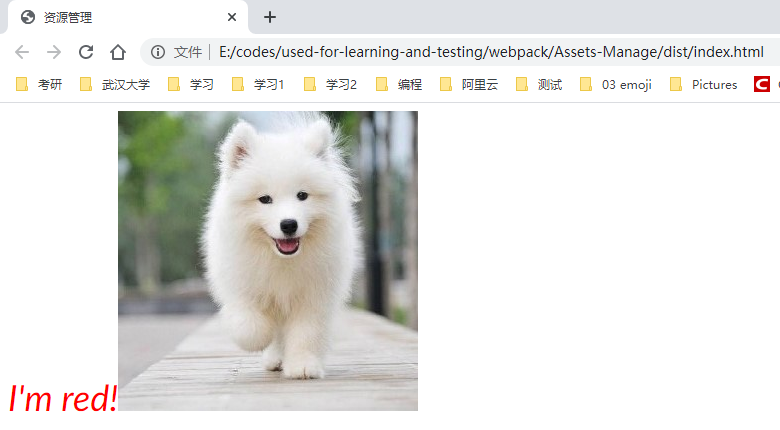 资源管理
文件 E:/codes/used-for-learning-and-testing/webpack/Assets-Manage/dist/index.html
考研 武汉大学 学习 学习1 学习2 编程 阿里云 测试 03 emoji Pictures
I'm red!